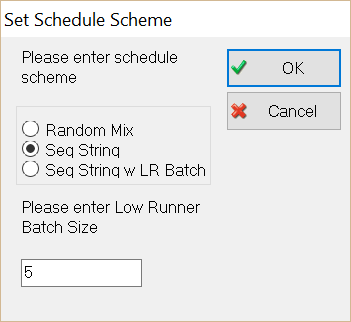 Set Schedule Scheme
Please enter schedule
scheme
OK
Cancel
Random Mix
Seq String
Seq String w LR Batch
Please enter Low Runner
Batch Size
5